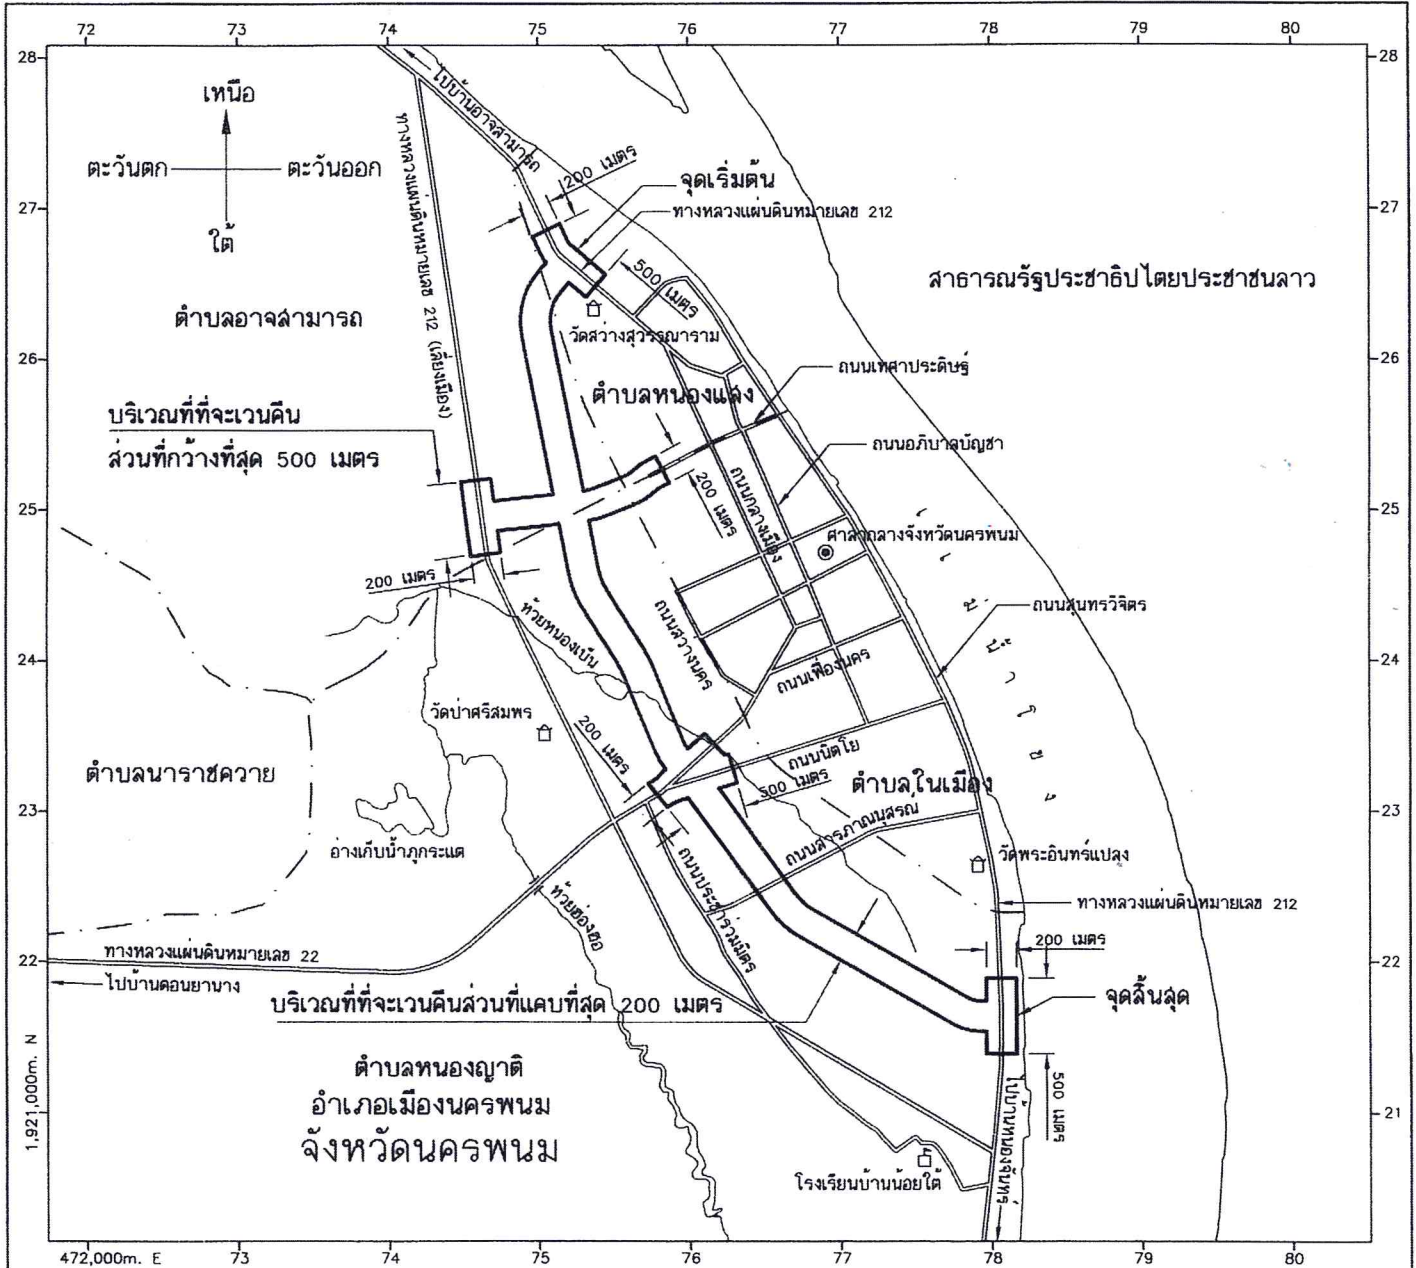 72 73 74 75 76 77 78 79 80
28
28
เหนือ
ตะวันตก
ตะวันออก
ใต้
ไปบ้านอาจสามารถ
ทางหลวงแผ่นดินหมายเลข 212 (เลี่ยงเมือง)
200 เมตร
จุดเริ่มต้น
27
27
ทางหลวงแผ่นดินหมายเลข 212
500 เมตร
สาธารณรัฐประชาธิปไตยประชาชนลาว
ตำบลอาจสามารถ
วัดสว่างสุวรรณาราม
26
26
ถนนเทศาประดิษฐ์
ตำบลหนองแสง
บริเวณที่ที่จะเวนคืน
ส่วนที่กว้างที่สุด 500 เมตร
ถนนอภิบาลบัญชา
200 เมตร
ถนนกลางเมือง
25
25
ศาลากลางจังหวัดนครพนม
200 เมตร
ห้วยหนองเบ็น
ถนนสว่างนคร
ถนนสุนทรวิจิตร
แม่น้ำโขง
24
24
ถนนเฟื่องนคร
วัดป่าศรีสมพร
200 เมตร
ถนนนิตโย
ตำบลนาราชควาย
500 เมตร
ตำบลในเมือง
23
23
ถนนสารภาณนุสรณ์
อ่างเก็บน้ำภูกระแต
วัดพระอินทร์แปลง
ถนนประชาร่วมมิตร
ห้วยฮ่องฮอ
ทางหลวงแผ่นดินหมายเลข 212
ทางหลวงแผ่นดินหมายเลข 22
200 เมตร
22
22
ไปบ้านดอนยานาง
บริเวณที่ที่จะเวนคืนส่วนที่แคบที่สุด 200 เมตร
จุดสิ้นสุด
ตำบลหนองญาติ
อำเภอเมืองนครพนม
จังหวัดนครพนม
500 เมตร
ไปบ้านหนองจันทร์
1,921,000m. N
21
โรงเรียนบ้านน้อยใต้
472,000m. E 73 74 75 76 77 78 79 80